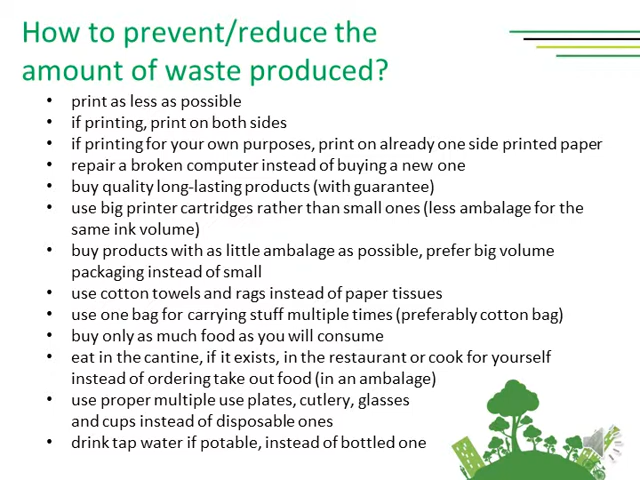 How to prevent/reduce the
amount of waste produced?
• print as less as possible
• if printing, print on both sides
• if printing for your own purposes, print on already one side printed paper
• repair a broken computer instead of buying a new one
• buy quality long-lasting products (with guarantee)
• use big printer cartridges rather than small ones (less ambalage for the
same ink volume)
• buy products with as little ambalage as possible, prefer big volume
packaging instead of small
• use cotton towels and rags instead of paper tissues
• use one bag for carrying stuff multiple times (preferably cotton bag)
• buy only as much food as you will consume
• eat in the cantine, if it exists, in the restaurant or cook for yourself
instead of ordering take out food (in an ambalage)
• use proper multiple use plates, cutlery, glasses
and cups instead of disposable ones
• drink tap water if potable, instead of bottled one